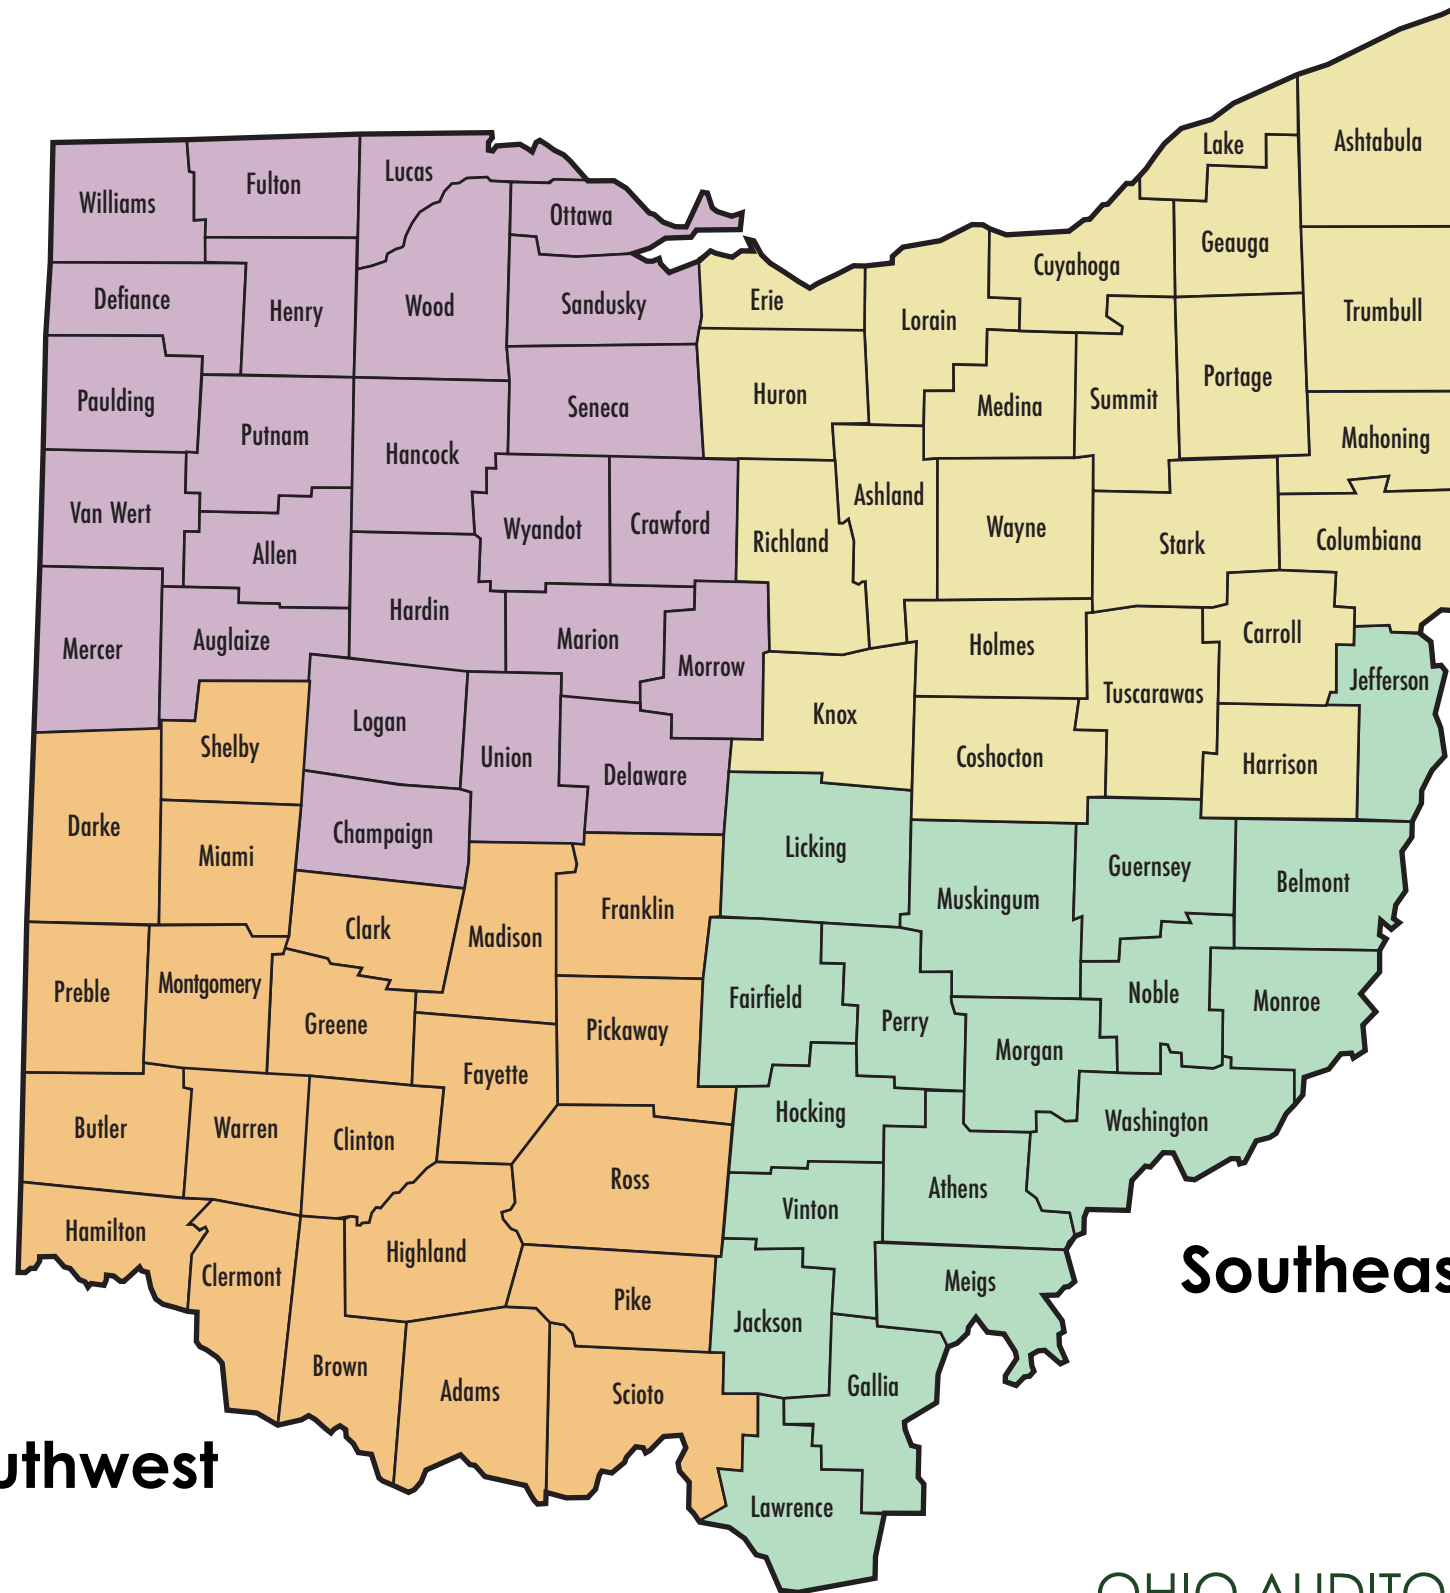 Lake
Ashtabula
Lucas
Fulton
Williams
Ottawa
Geauga
Cuyahoga
Defiance
Henry
Wood
Sandusky
Erie
Lorain
Trumbull
Paulding
Putnam
Hancock
Seneca
Huron
Medina
Summit
Portage
Mahoning
Van Wert
Allen
Wyandot
Crawford
Richland
Ashland
Wayne
Stark
Columbiana
Mercer
Auglaize
Hardin
Marion
Morrow
Holmes
Carroll
Jefferson
Tuscarawas
Knox
Logan
Shelby
Union
Delaware
Coshocton
Harrison
Darke
Miami
Champaign
Licking
Guernsey
Belmont
Muskingum
Franklin
Clark
Madison
Preble
Montgomery
Greene
Fairfield
Perry
Noble
Monroe
Pickaway
Morgan
Fayette
Butler
Warren
Clinton
Hocking
Washington
Ross
Athens
Vinton
Hamilton
Highland
Clermont
Meigs
Southeas
Pike
Jackson
Brown
Adams
Scioto
Gallia
uthwest
Lawrence
OHIO AUDITO